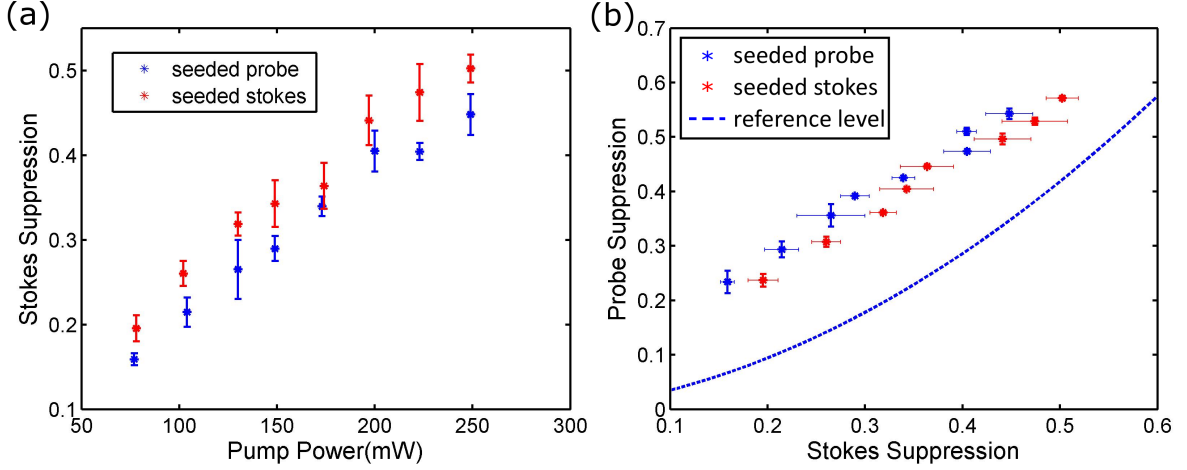 (a)
seeded probe
seeded stokes
0.5
0.4
0.3
0.2
0.1
Stokes Suppression
50
100
150
200
250
300
Pump Power(mW)
(b)
seeded probe
seeded stokes
reference level
0.7
0.6
0.5
0.4
0.3
0.2
0.1
0
Probe Suppression
0.1
0.2
0.3
0.4
0.5
0.6
Stokes Suppression